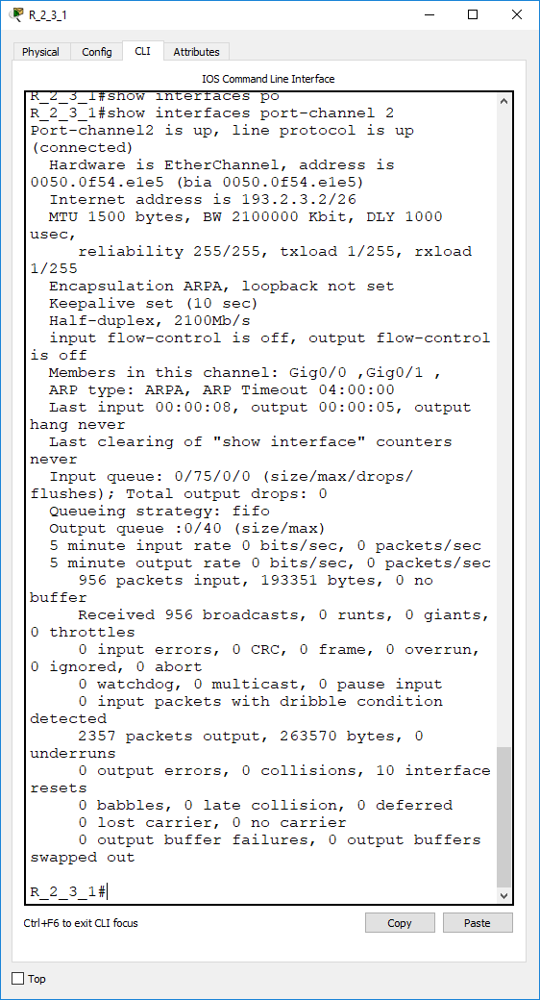 R_2_3_1
Physical Config CLI Attributes
IOS Command Line Interface
R_2_3_1#show interfaces po
R_2_3_1#show interfaces port-channel 2
Port-channel2 is up, line protocol is up
(connected)
Hardware is EtherChannel, address is
0050.0f54.e1e5 (bia 0050.0f54.e1e5)
Internet address is 193.2.3.2/26
MTU 1500 bytes, BW 2100000 Kbit, DLY 1000
usec,
reliability 255/255, txload 1/255, rxload
1/255
Encapsulation ARPA, loopback not set
Keepalive set (10 sec)
Half-duplex, 2100Mb/s
input flow-control is off, output flow-control
is off
Members in this channel: Gig0/0 ,Gig0/1 ,
ARP type: ARPA, ARP Timeout 04:00:00
Last input 00:00:08, output 00:00:05, output
hang never
Last clearing of "show interface" counters
never
Input queue: 0/75/0/0 (size/max/drops/
flushes); Total output drops: 0
Queueing strategy: fifo
Output queue :0/40 (size/max)
5 minute input rate 0 bits/sec, 0 packets/sec
5 minute output rate 0 bits/sec, 0 packets/sec
956 packets input, 193351 bytes, 0 no
buffer
Received 956 broadcasts, 0 runts, 0 giants,
0 throttles
0 input errors, 0 CRC, 0 frame, 0 overrun,
0 ignored, 0 abort
0 watchdog, 0 multicast, 0 pause input
0 input packets with dribble condition
detected
2357 packets output, 263570 bytes, 0
underruns
0 output errors, 0 collisions, 10 interface
resets
0 babbles, 0 late collision, 0 deferred
0 lost carrier, 0 no carrier
0 output buffer failures, 0 output buffers
swapped out
R_2_3_1#
Ctrl+F6 to exit CLI focus Copy Paste
Top